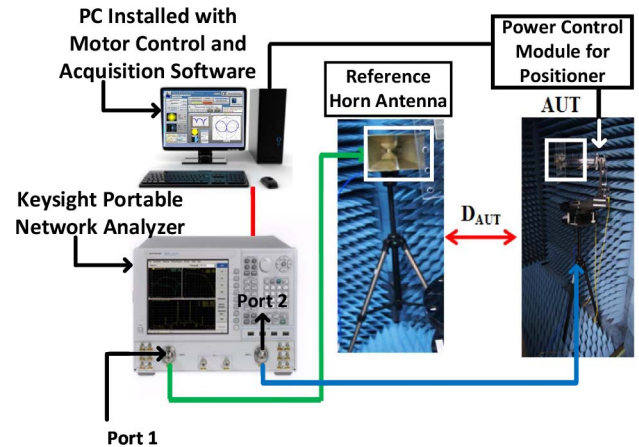 PC Installed with
Motor Control and
Acquisition Software
Power Control
Module for
Positioner
Reference
Horn Antenna
AUT
Keysight Portable
Network Analyzer
D_AUT
Port 2
Port 1